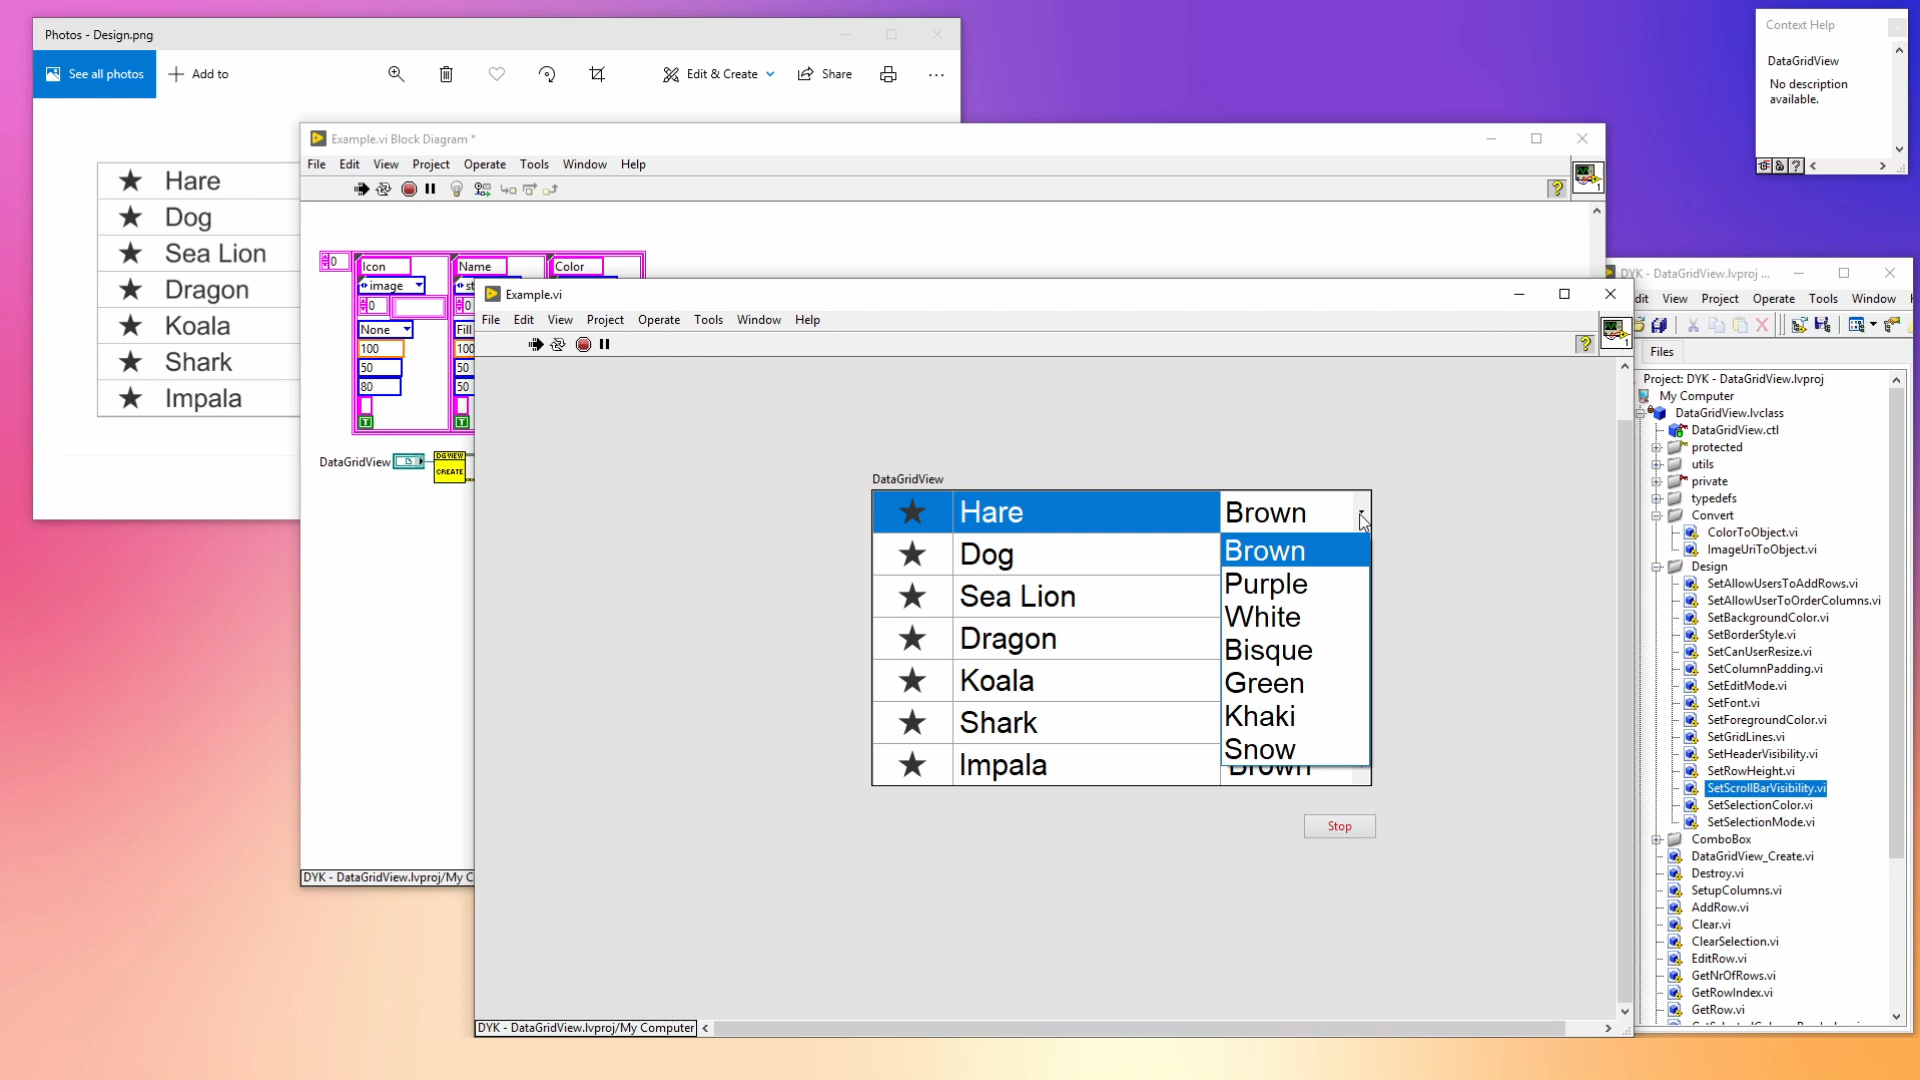 Photos - Design.png
See all photos
Add to
Edit & Create
Share
Hare
Dog
Sea Lion
Dragon
Koala
Shark
Impala
Example.vi Block Diagram *
File Edit View Project Operate Tools Window Help
0
Icon
image
0
None
100
50
80
T
Name
st
0
Fill
100
50
50
T
Color
DataGridView
DG VIEW
CREATE
DYK - DataGridView.lvproj/My C
Example.vi
File Edit View Project Operate Tools Window Help
DataGridView
Hare Brown
Dog
Sea Lion
Dragon
Koala
Shark
Impala
Brown
Purple
White
Bisque
Green
Khaki
Snow
Stop
DYK - DataGridView.lvproj/My Computer
Context Help
DataGridView
No description
available.
DYK - DataGridView.lvproj ...
dit View Project Operate Tools Window
Files
Project: DYK - DataGridView.lvproj
My Computer
DataGridView.lvclass
DataGridView.ctl
protected
utils
private
typedefs
Convert
ColorToObject.vi
ImageUriToObject.vi
Design
SetAllowUsersToAddRows.vi
SetAllowUserToOrderColumns.vi
SetBackgroundColor.vi
SetBorderStyle.vi
SetCanUserResize.vi
SetColumnPadding.vi
SetEditMode.vi
SetFont.vi
SetForegroundColor.vi
SetGridLines.vi
SetHeaderVisibility.vi
SetRowHeight.vi
SetScrollBarVisibility.vi
SetSelectionColor.vi
SetSelectionMode.vi
ComboBox
DataGridView_Create.vi
Destroy.vi
SetupColumns.vi
AddRow.vi
Clear.vi
ClearSelection.vi
EditRow.vi
GetNrOfRows.vi
GetRowIndex.vi
GetRow.vi